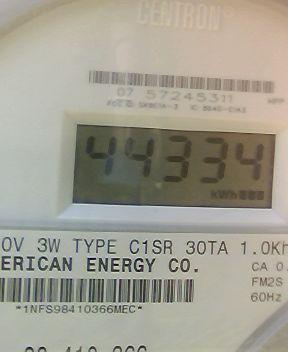 CENTRON®
07 57245311
44334
kWh
0V 3W TYPE C1SR 30TA 1.0Kh
ERICAN ENERGY CO.
CA 0.
FM2S
60Hz
*1NFS98410366MEC*